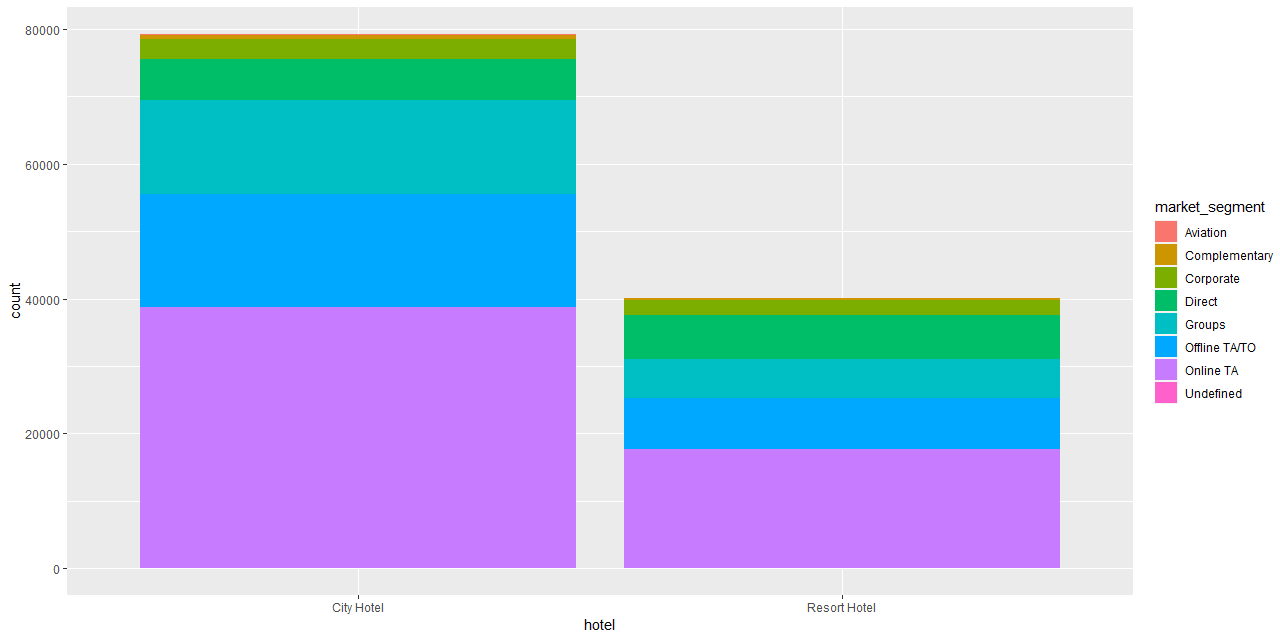 80000
60000
40000
20000
0
count
City Hotel
Resort Hotel
hotel
market_segment
Aviation
Complementary
Corporate
Direct
Groups
Offline TA/TO
Online TA
Undefined